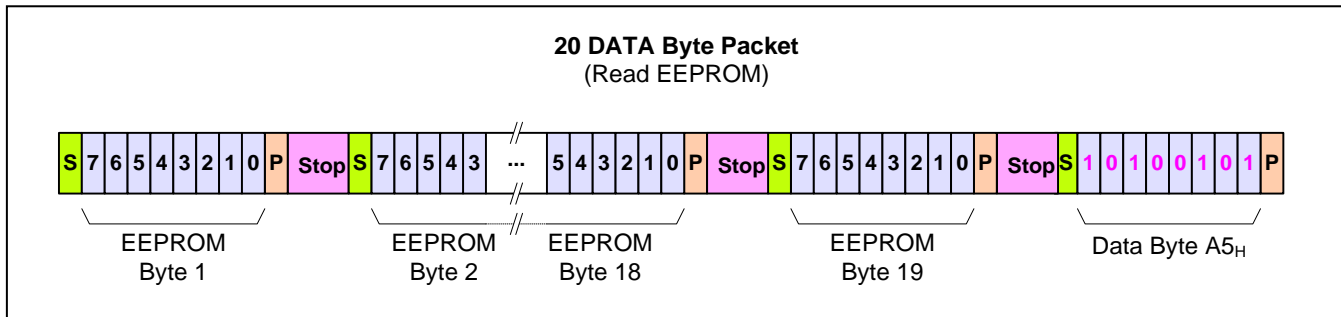 20 DATA Byte Packet
(Read EEPROM)
S 7 6 5 4 3 2 1 0 P Stop S 7 6 5 4 3 ... 5 4 3 2 1 0 P Stop S 7 6 5 4 3 2 1 0 P Stop S 1 0 1 0 0 1 0 1 P
EEPROM EEPROM EEPROM EEPROM Data Byte A5H
Byte 1 Byte 2 Byte 18 Byte 19